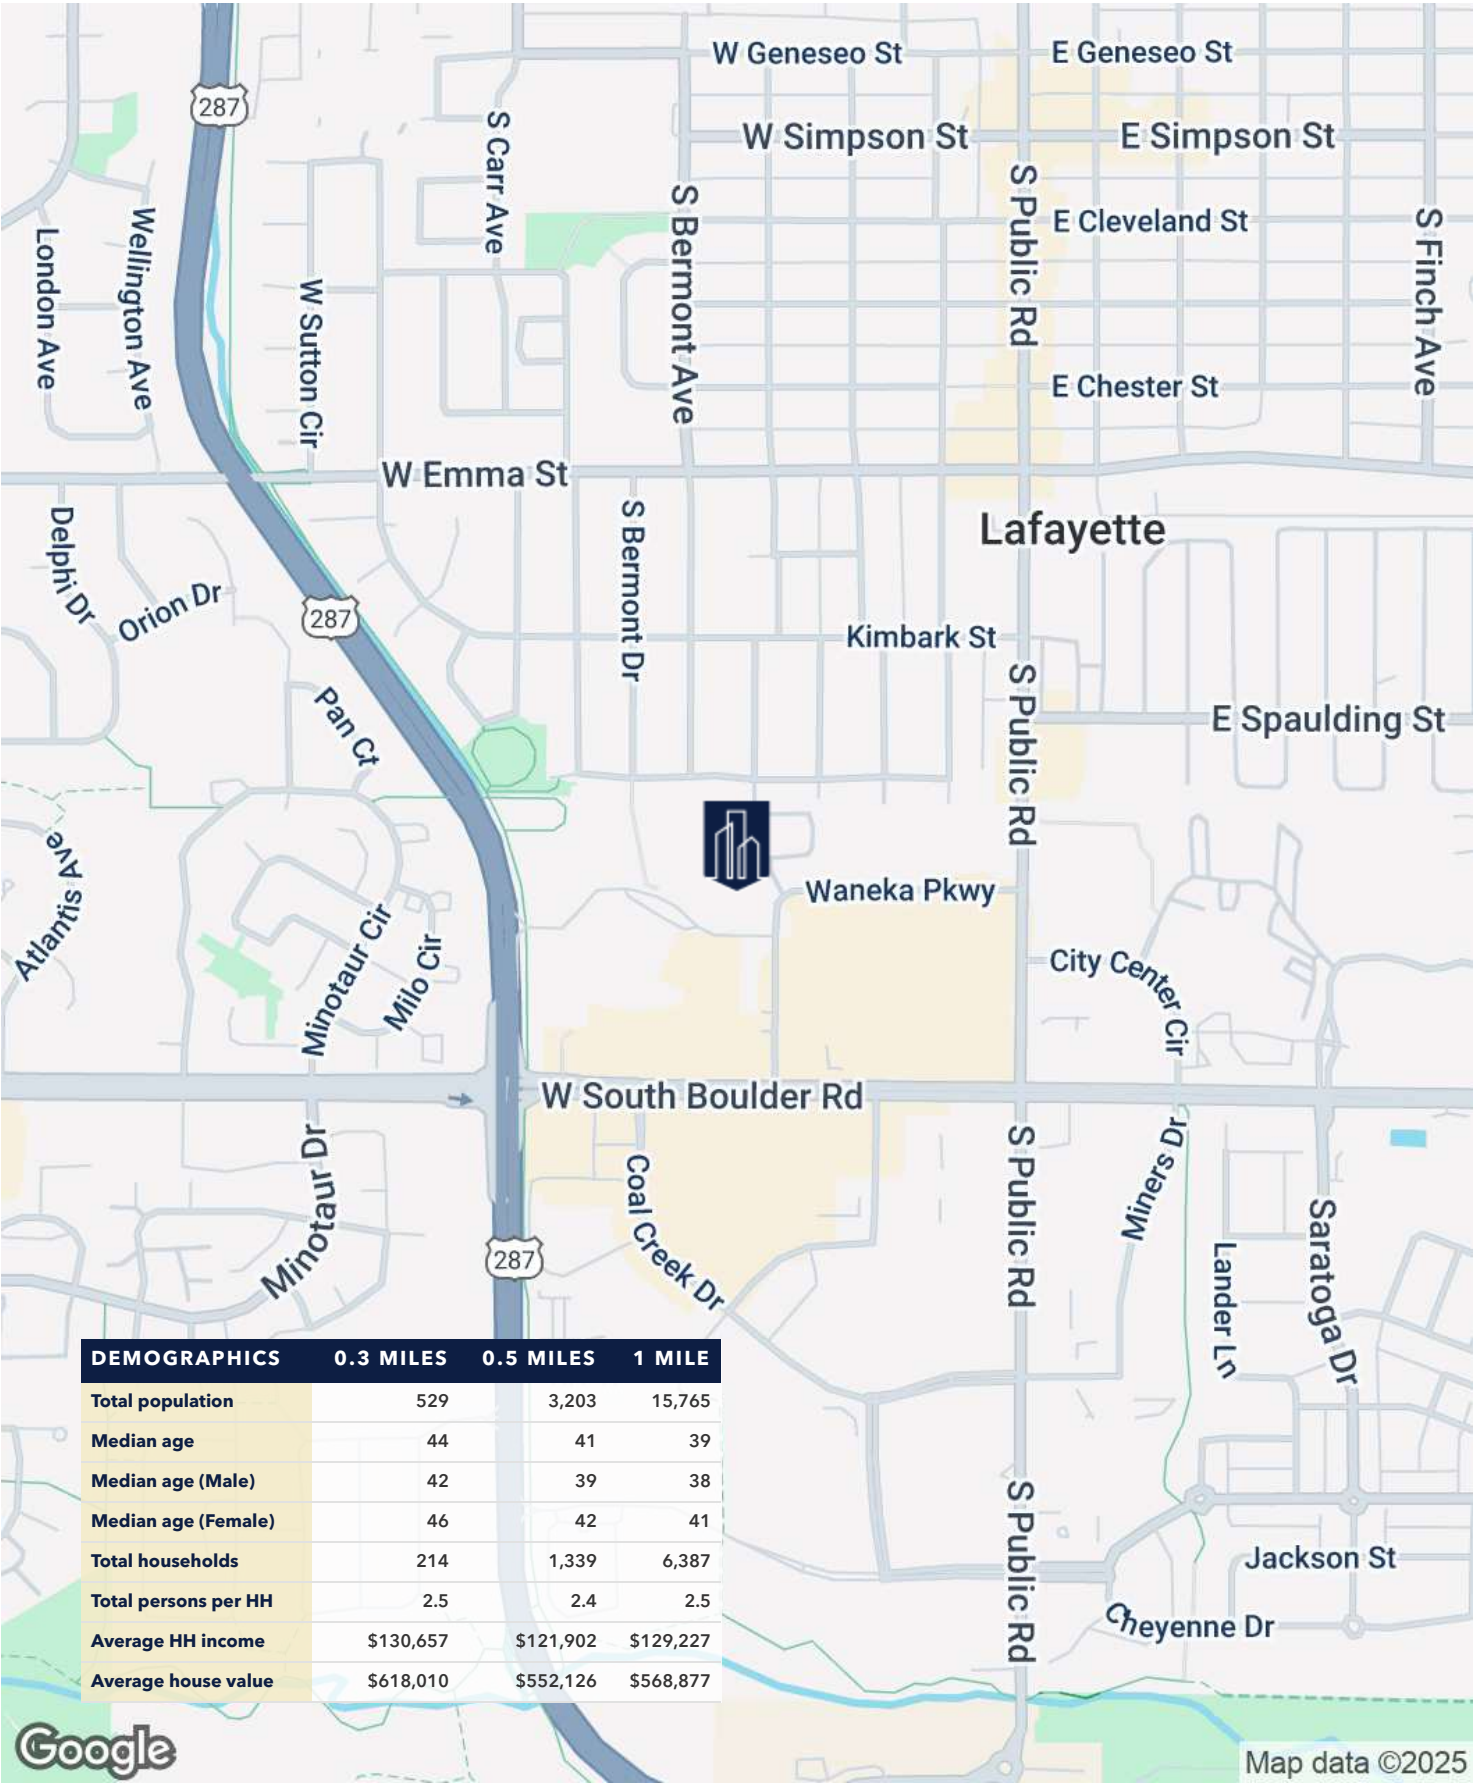 W Geneseo St
E Geneseo St
287
S Carr Ave
W Simpson St
E Simpson St
S Public Rd
S Bermont Ave
E Cleveland St
S Finch Ave
London Ave
Wellington Ave
W Sutton Cir
E Chester St
W Emma St
Delphi Dr
Orion Dr
S Bermont Dr
Lafayette
287
Kimbark St
S Public Rd
Pan Ct
E Spaulding St
Atlantis Ave
Waneka Pkwy
Minotaur Cir
Milo Cir
City Center Cir
W South Boulder Rd
Minotaur Dr
Coal Creek Dr
S Public Rd
Miners Dr
Lander Ln
Saratoga Dr
287
DEMOGRAPHICS 0.3 MILES 0.5 MILES 1 MILE
Total population 529 3,203 15,765
Median age 44 41 39
Median age (Male) 42 39 38
Median age (Female) 46 42 41
Total households 214 1,339 6,387
Total persons per HH 2.5 2.4 2.5
Average HH income $130,657 $121,902 $129,227
Average house value $618,010 $552,126 $568,877
S Public Rd
Jackson St
Cheyenne Dr
Google
Map data ©2025